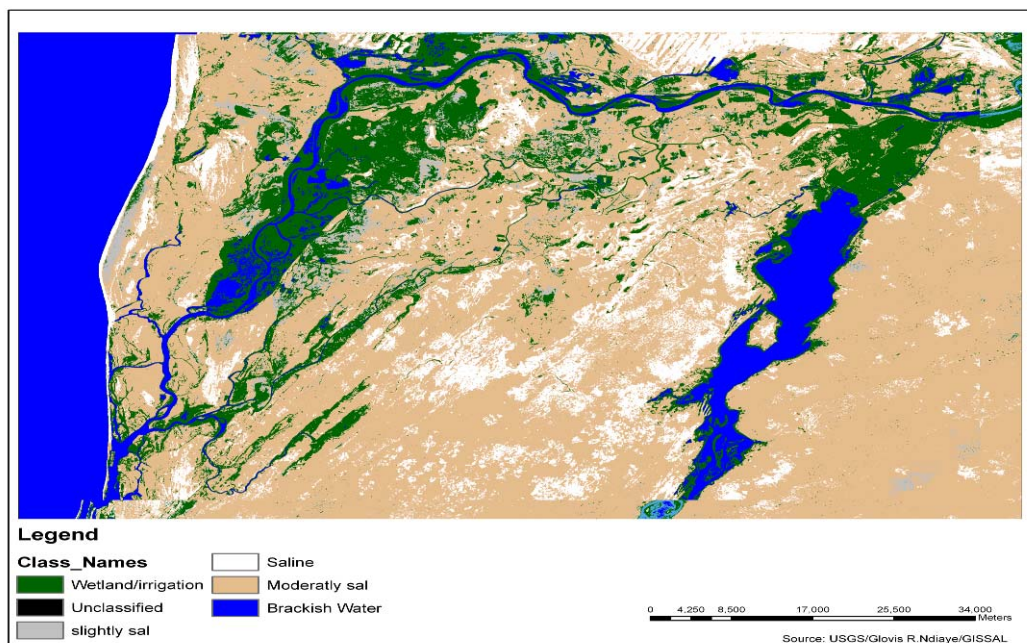 Legend
Class_Names
Wetland/irrigation
Unclassified
slightly sal
Saline
Moderatly sal
Brackish Water
0 4,250 8,500 17,000 25,500 34,000
Meters
Source: USGS/Glovis R.Ndiaye/GISSAL